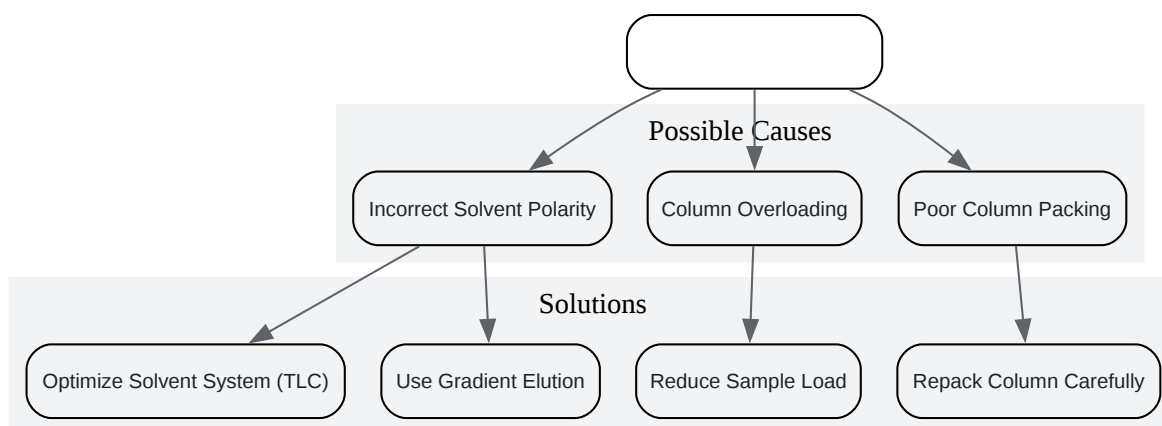 Possible Causes
Incorrect Solvent Polarity
Column Overloading
Poor Column Packing
Solutions
Optimize Solvent System (TLC)
Use Gradient Elution
Reduce Sample Load
Repack Column Carefully